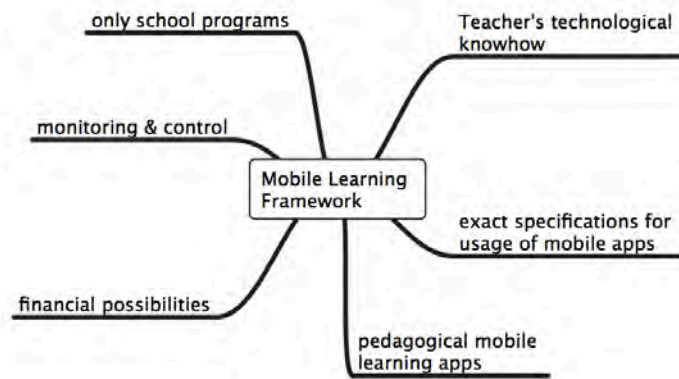 only school programs
Teacher's technological
knowhow
monitoring & control
Mobile Learning
Framework
exact specifications for
usage of mobile apps
financial possibilities
pedagogical mobile
learning apps